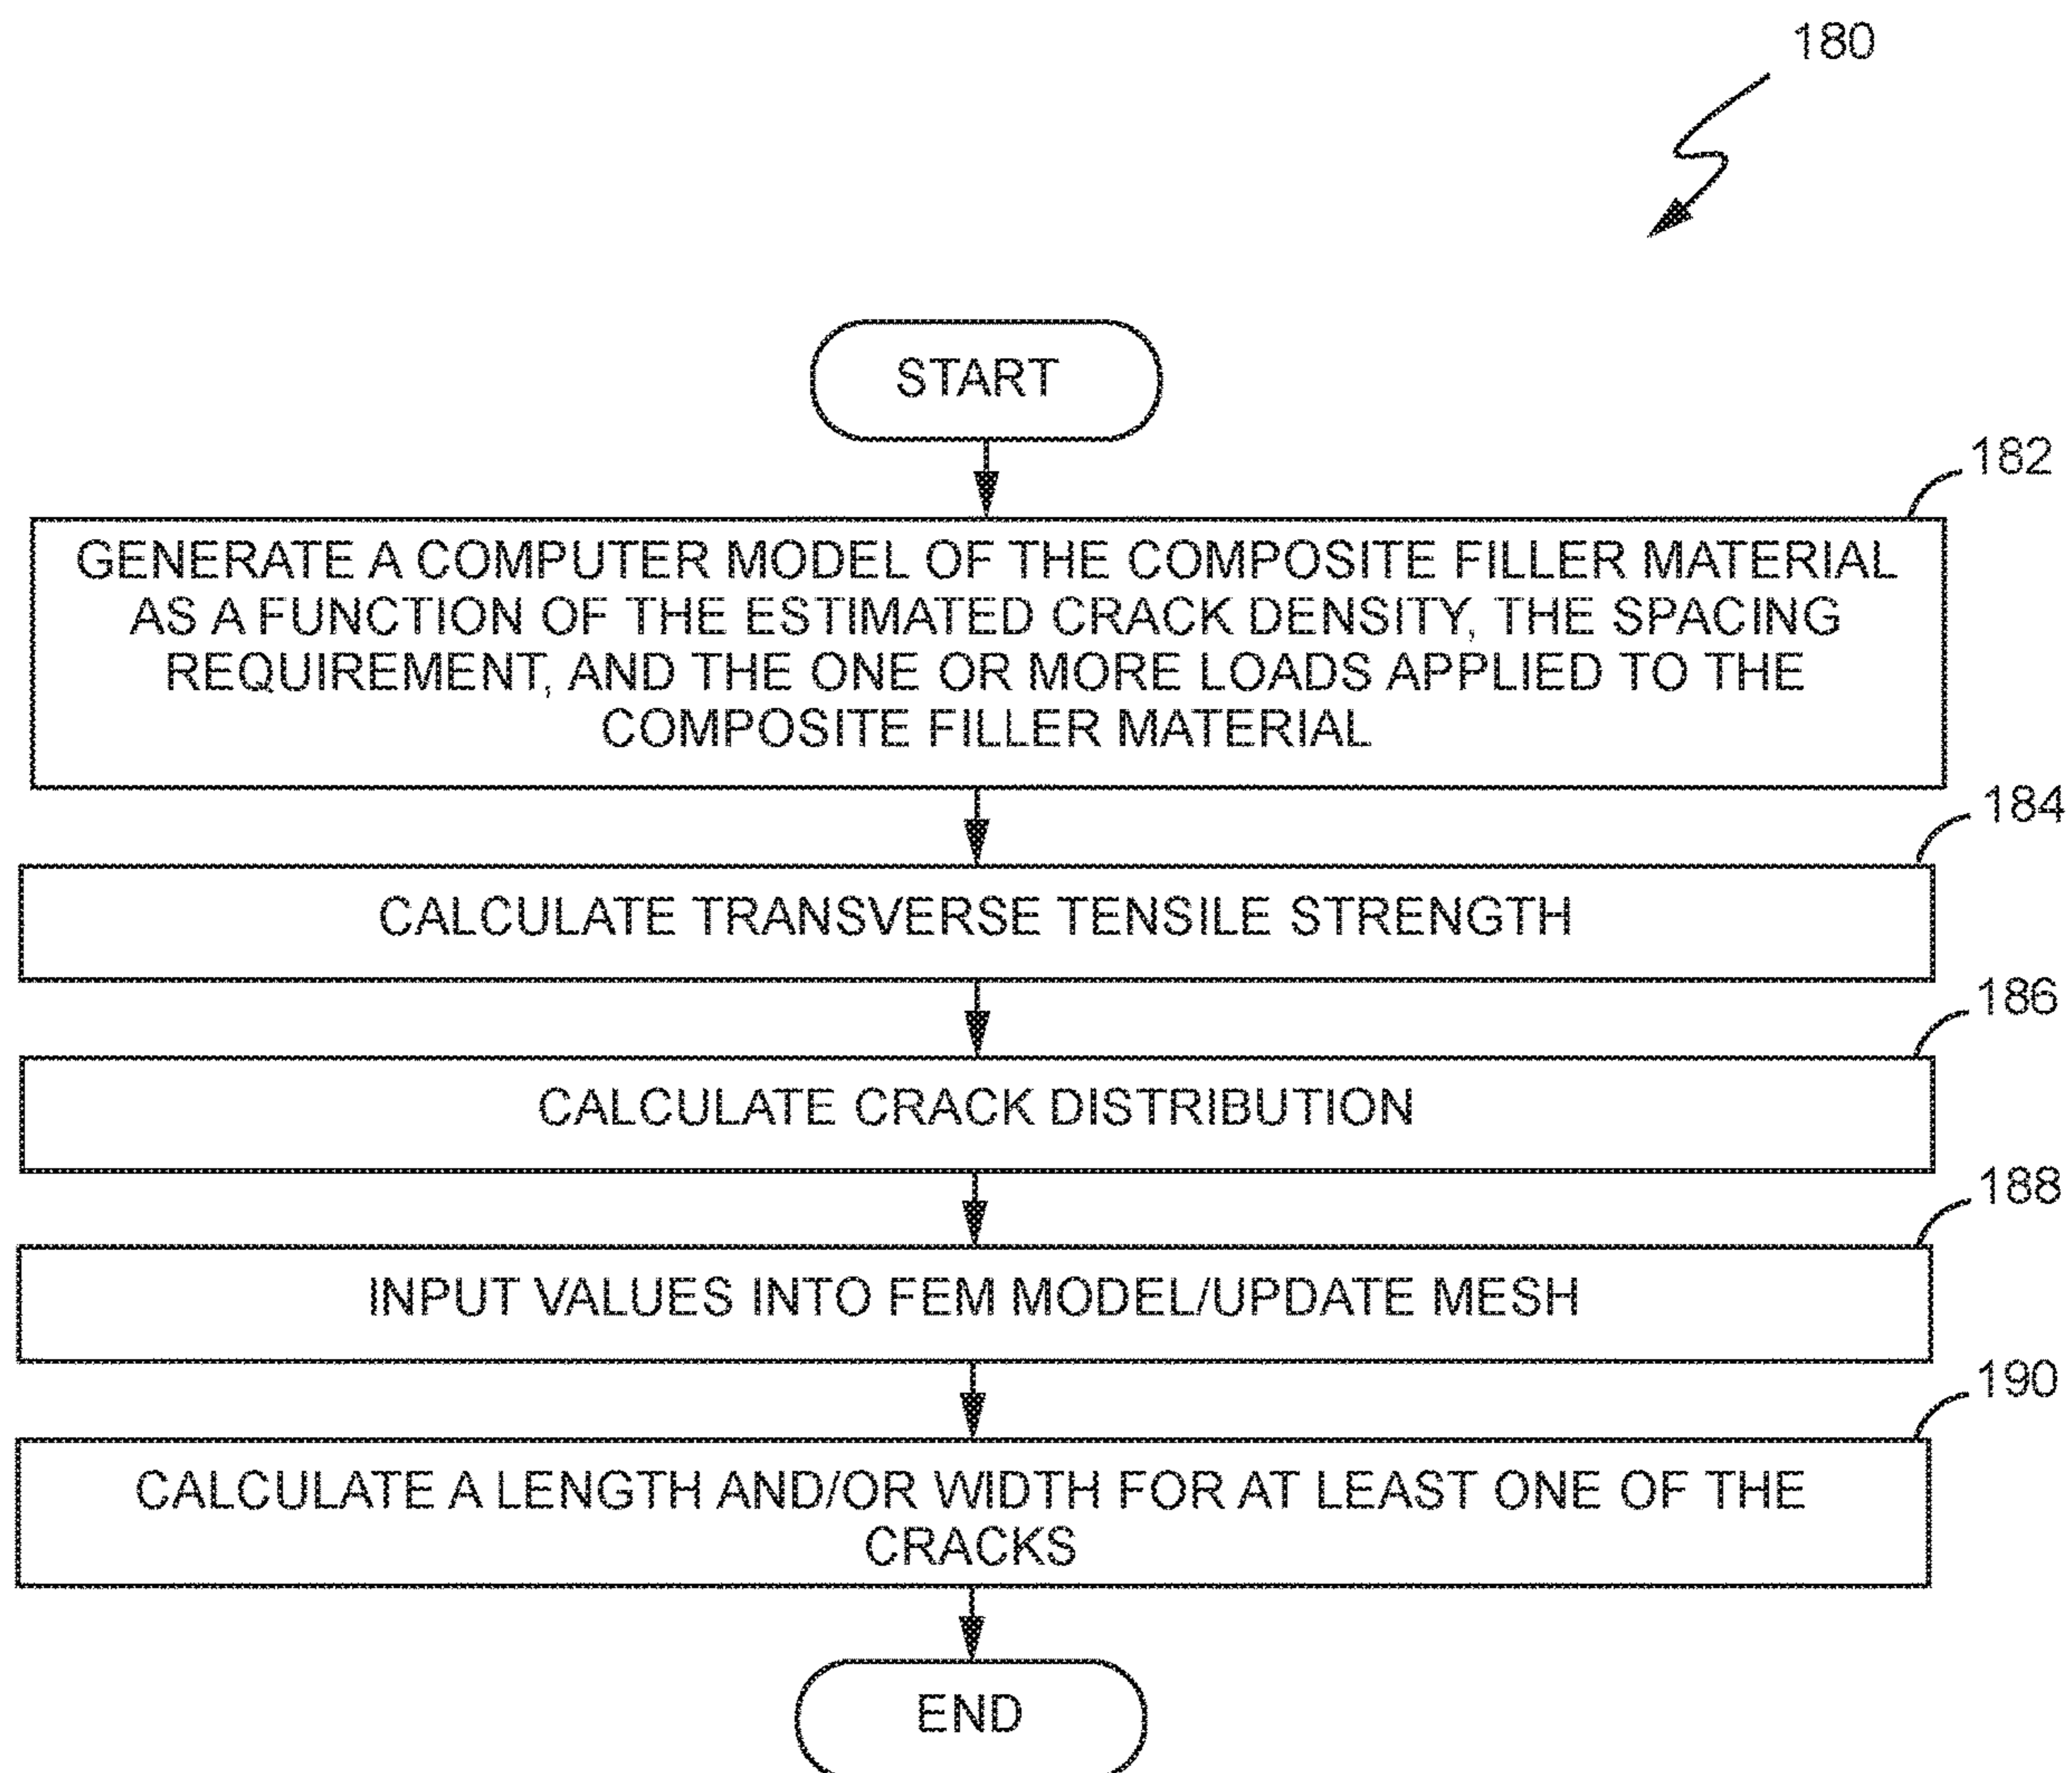 180
START
182
GENERATE A COMPUTER MODEL OF THE COMPOSITE FILLER MATERIAL
AS A FUNCTION OF THE ESTIMATED CRACK DENSITY, THE SPACING
REQUIREMENT, AND THE ONE OR MORE LOADS APPLIED TO THE
COMPOSITE FILLER MATERIAL
184
CALCULATE TRANSVERSE TENSILE STRENGTH
186
CALCULATE CRACK DISTRIBUTION
188
INPUT VALUES INTO FEM MODEL/UPDATE MESH
190
CALCULATE A LENGTH AND/OR WIDTH FOR AT LEAST ONE OF THE
CRACKS
END